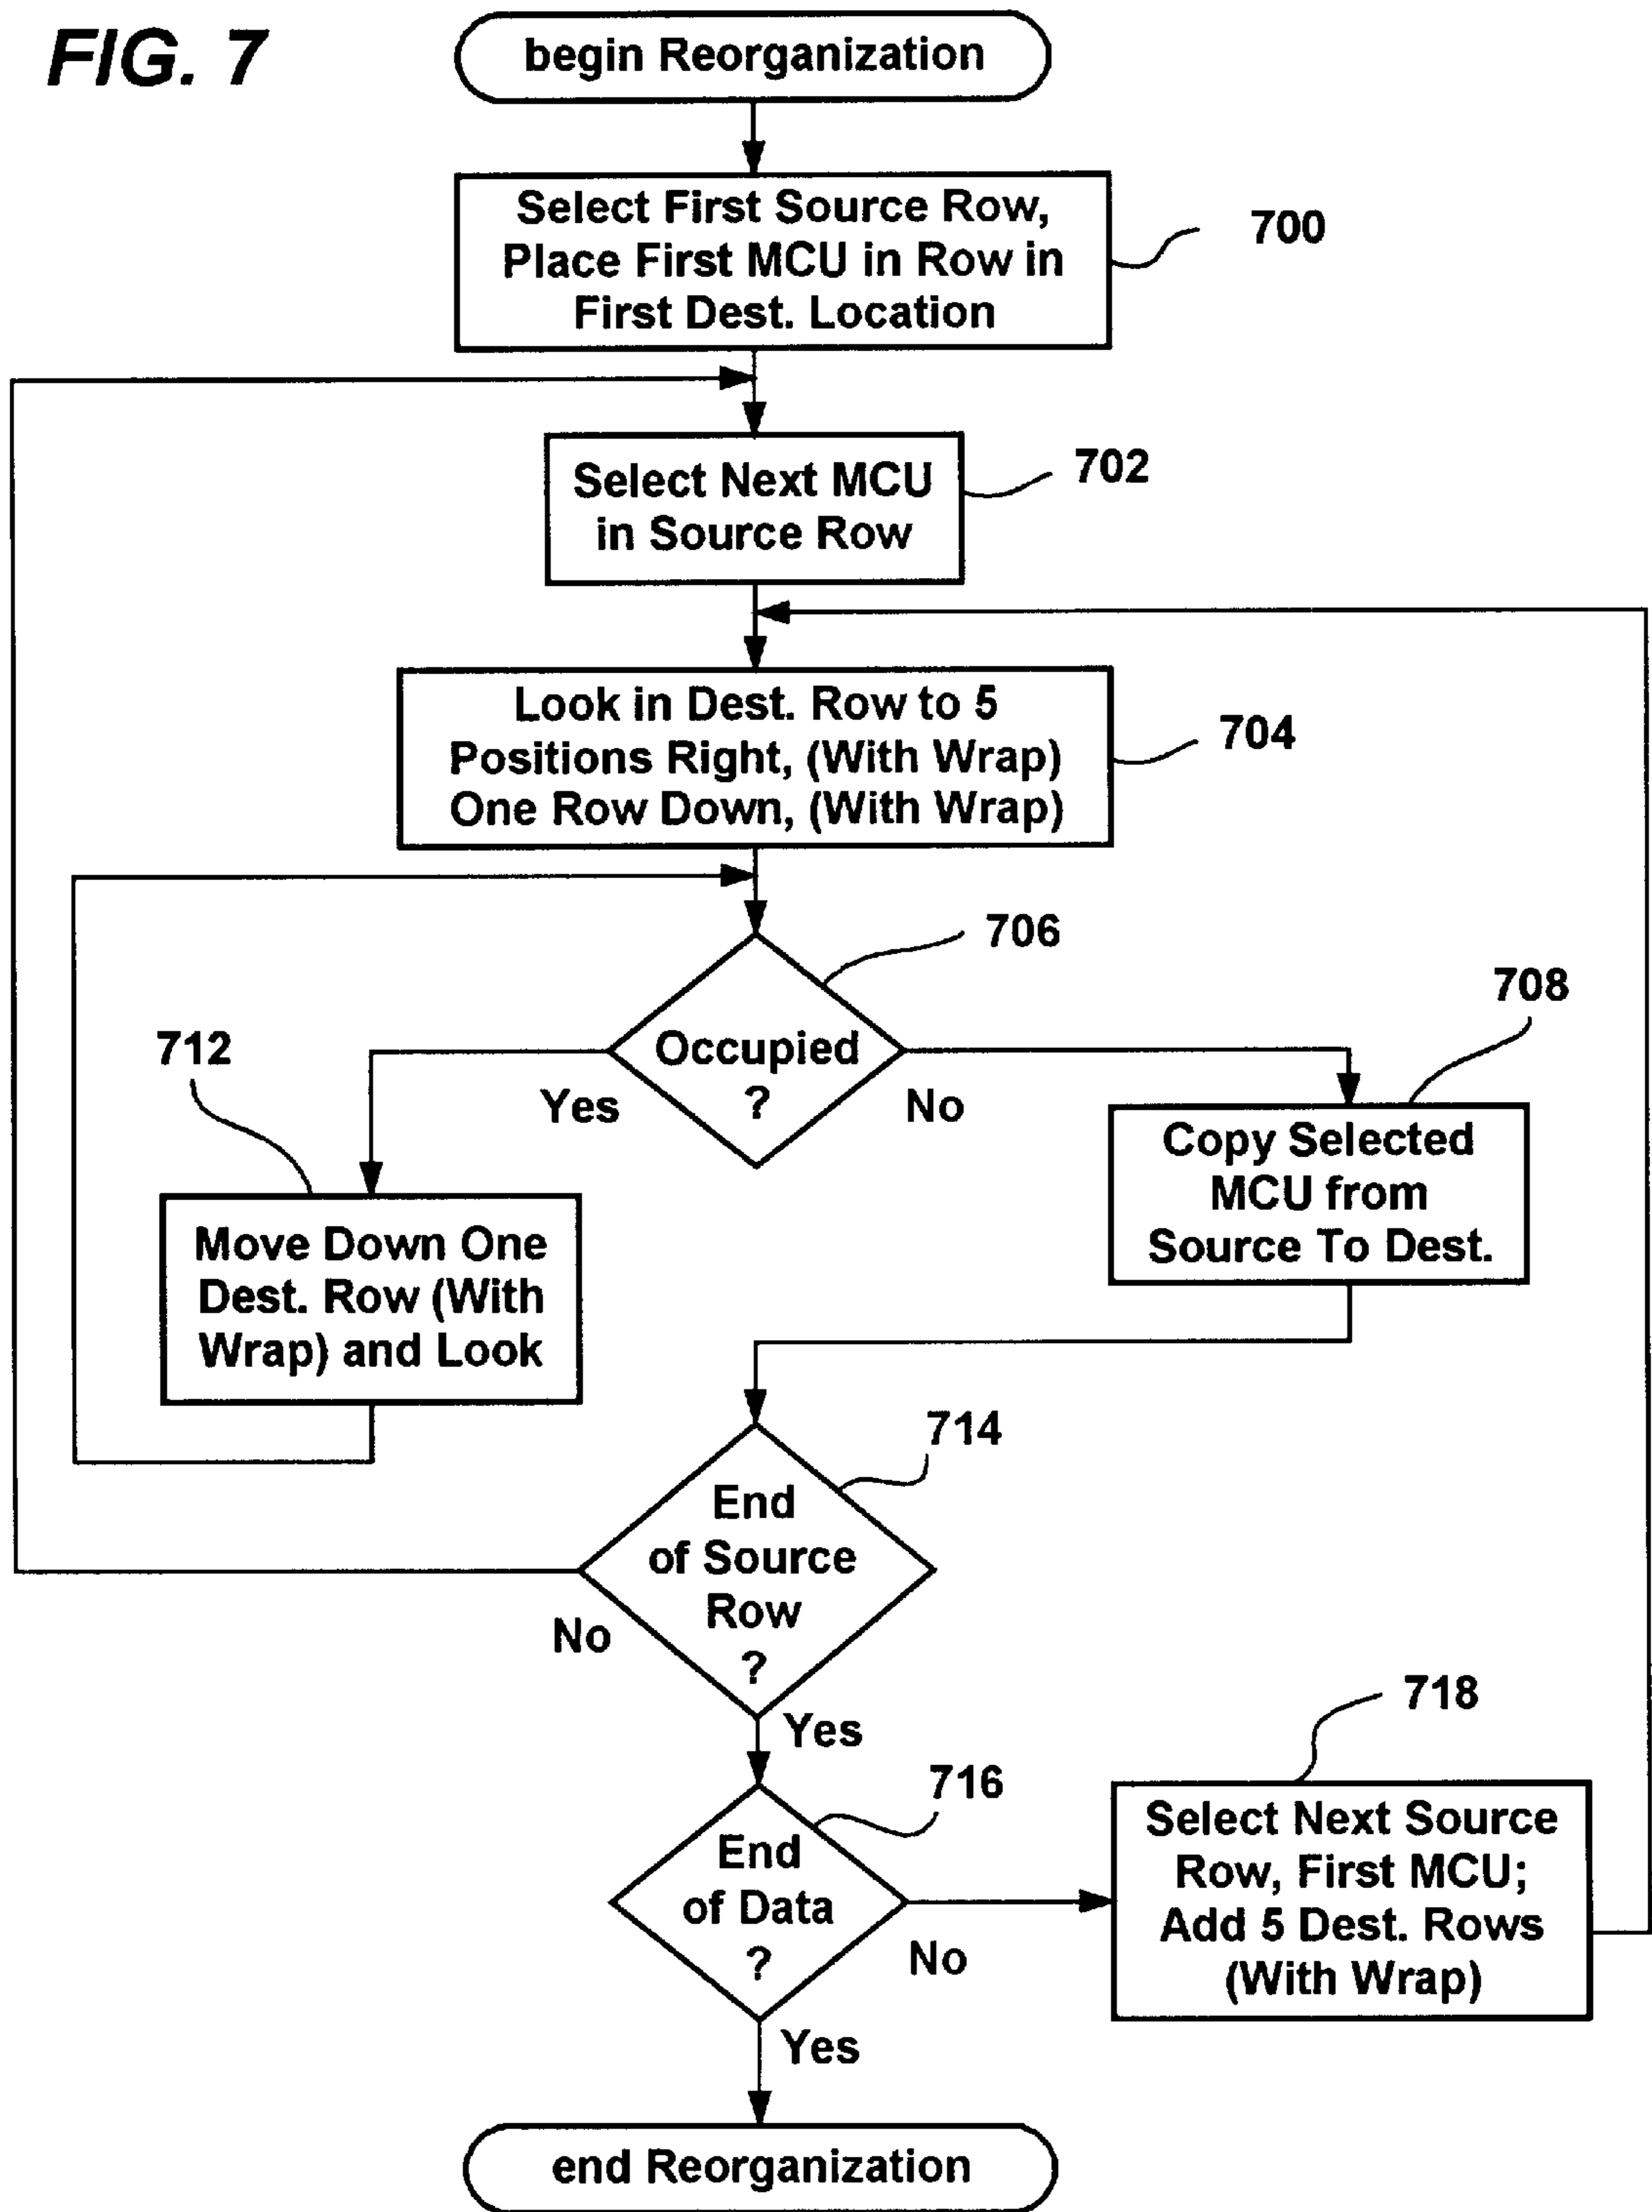 FIG. 7
begin Reorganization
Select First Source Row,
Place First MCU in Row in
First Dest. Location
700
Select Next MCU
in Source Row
702
Look in Dest. Row to 5
Positions Right, (With Wrap)
One Row Down, (With Wrap)
704
706
Occupied
?
Yes
No
708
Copy Selected
MCU from
Source To Dest.
712
Move Down One
Dest. Row (With
Wrap) and Look
714
End
of Source
Row
?
No
Yes
716
End
of Data
?
No
Yes
718
Select Next Source
Row, First MCU;
Add 5 Dest. Rows
(With Wrap)
end Reorganization